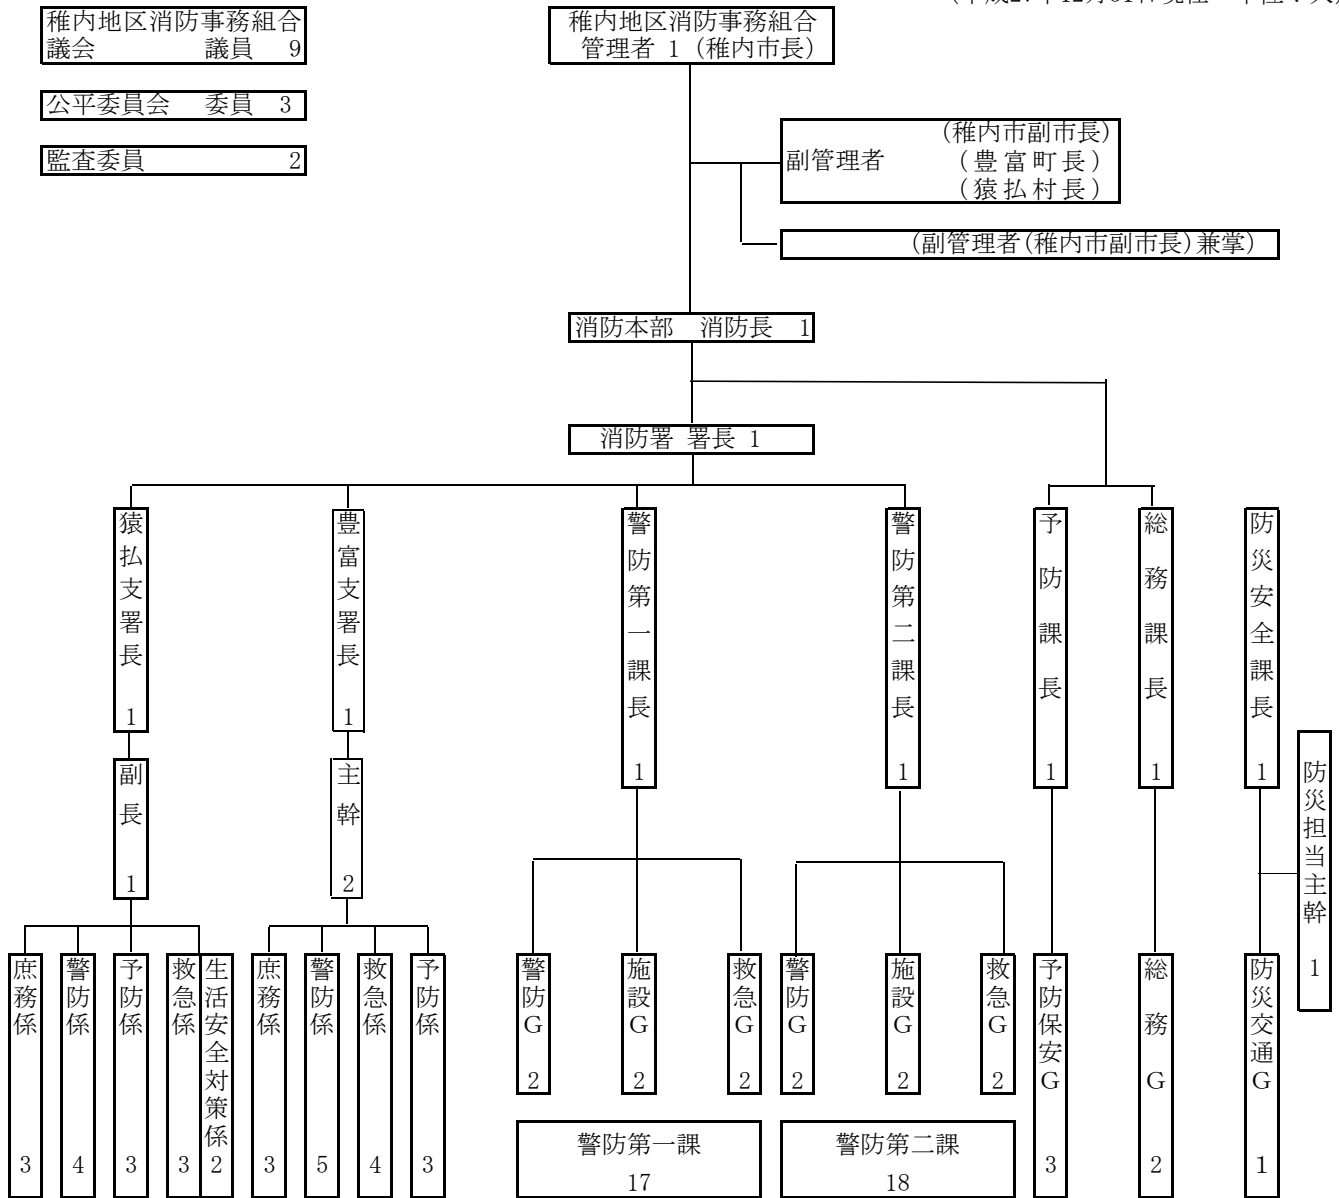 稚内地区消防事務組合
議会 議員 9
公平委員会 委員 3
監査委員 2
稚内地区消防事務組合
管理者 1 (稚内市長)
副管理者
(稚内市副市長)
(豊富町長)
(猿払村長)
(副管理者(稚内市副市長)兼掌)
消防本部 消防長 1
消防署 署長 1
猿払支署長 1
豊富支署長 1
警防第一課長 1
警防第二課長 1
予防課長 1
総務課長 1
防災安全課長 1
副長 1
主幹 2
防災担当主幹 1
庶務係 3
警防係 4
予防係 3
救急係 3
生活安全対策係 2
庶務係 3
警防係 5
救急係 4
予防係 3
警防G 2
施設G 2
救急G 2
警防G 2
施設G 2
救急G 2
予防保安G 3
総務G 2
防災交通G 1
警防第一課
17
警防第二課
18